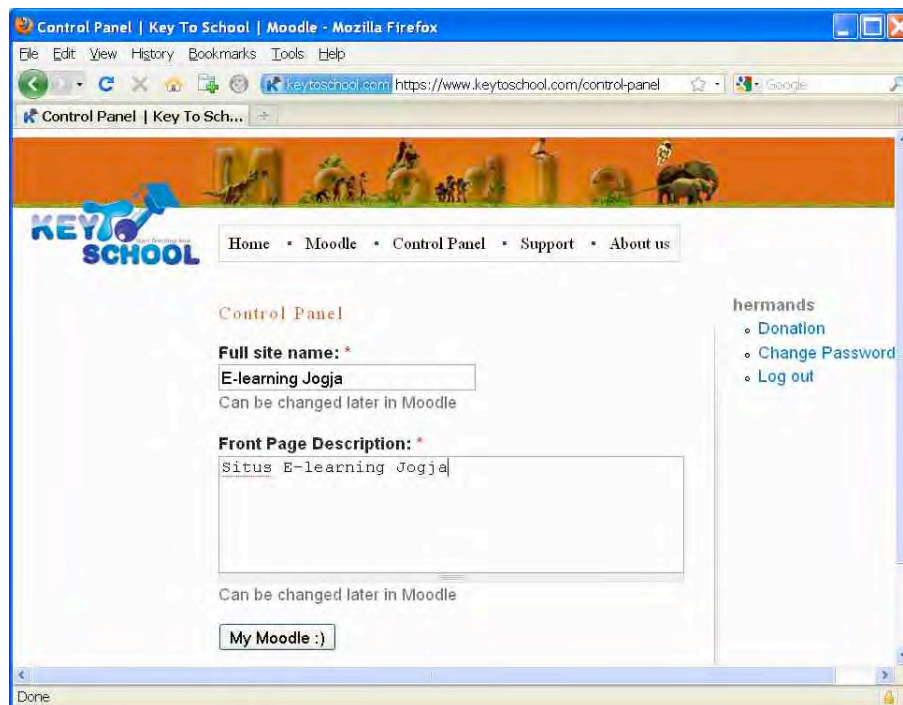 Control Panel | Key To School | Moodle - Mozilla Firefox
File Edit View History Bookmarks Tools Help
keytoschool.com https://www.keytoschool.com/control-panel Google
Control Panel | Key To Sch...
Moodle
KEYTO
SCHOOL
Home • Moodle • Control Panel • Support • About us
Control Panel
Full site name: *
E-learning Jogja
Can be changed later in Moodle
Front Page Description: *
Situs E-learning Jogja
Can be changed later in Moodle
My Moodle :)
hermands
Donation
Change Password
Log out
Done